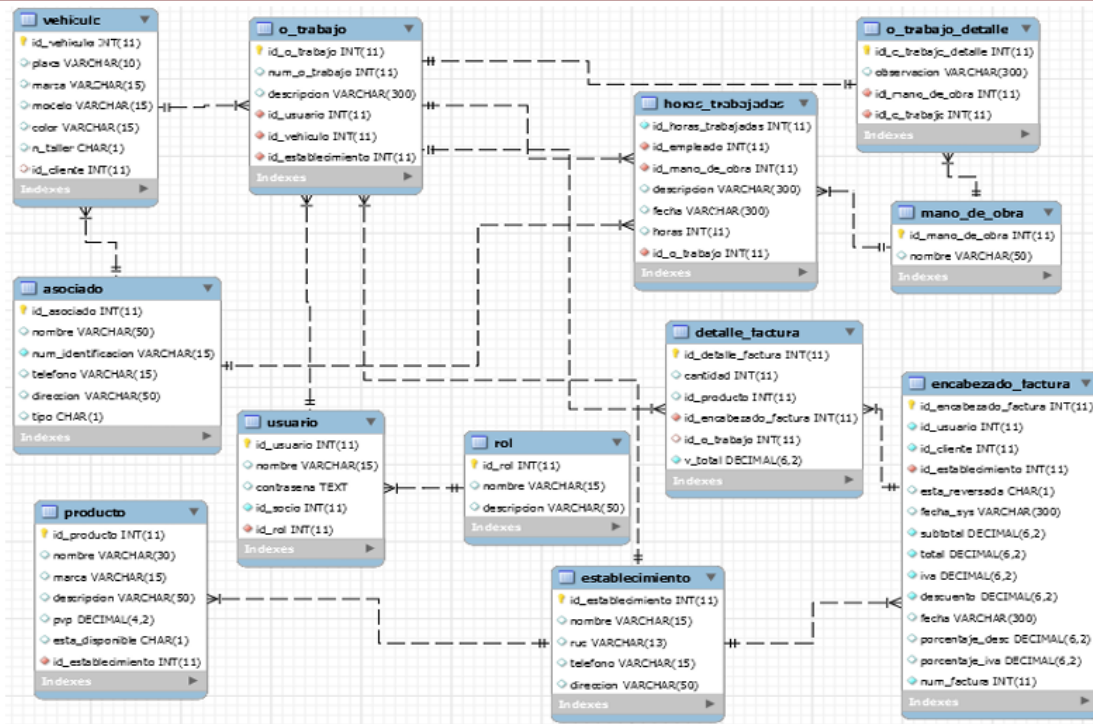 vehiculc
id_vehiculo INT(11)
placa VARCHAR(10)
marca VARCHAR(15)
modelo VARCHAR(15)
color VARCHAR(15)
n_taller CHAR(1)
id_cliente INT(11)
Indexes
o_trabajo
id_o_trabajo INT(11)
num_o_trabajo INT(11)
descripcion VARCHAR(300)
id_usuario INT(11)
id_vehiculo INT(11)
id_establecimiento INT(11)
Indexes
o_trabajo_detalle
id_o_trabajo_detalle INT(11)
observacion VARCHAR(300)
id_mano_de_obra INT(11)
id_o_trabajo INT(11)
Indexes
horas_trabajadas
id_horas_trabajadas INT(11)
id_empleado INT(11)
id_mano_de_obra INT(11)
descripcion VARCHAR(300)
fecha VARCHAR(300)
horas INT(11)
id_o_trabajo INT(11)
Indexes
mano_de_obra
id_mano_de_obra INT(11)
nombre VARCHAR(50)
Indexes
asociado
id_asociado INT(11)
nombre VARCHAR(50)
num_identificacion VARCHAR(15)
telefono VARCHAR(15)
direccion VARCHAR(50)
tipo CHAR(1)
Indexes
detalle_factura
id_detalle_factura INT(11)
cantidad INT(11)
id_producto INT(11)
id_encabezado_factura INT(11)
id_o_trabajo INT(11)
v_total DECIMAL(6,2)
Indexes
encabezado_factura
id_encabezado_factura INT(11)
id_usuario INT(11)
id_cliente INT(11)
id_establecimiento INT(11)
esta_reversada CHAR(1)
fecha_sys VARCHAR(300)
subtotal DECIMAL(6,2)
total DECIMAL(6,2)
iva DECIMAL(6,2)
descuento DECIMAL(6,2)
fecha VARCHAR(300)
porcentaje_desc DECIMAL(6,2)
porcentaje_iva DECIMAL(6,2)
num_factura INT(11)
Indexes
usuario
id_usuario INT(11)
nombre VARCHAR(15)
contrasena TEXT
id_socio INT(11)
id_rol INT(11)
Indexes
rol
id_rol INT(11)
nombre VARCHAR(15)
descripcion VARCHAR(50)
Indexes
producto
id_producto INT(11)
nombre VARCHAR(30)
marca VARCHAR(15)
descripcion VARCHAR(50)
pvp DECIMAL(4,2)
esta_disponible CHAR(1)
id_establecimiento INT(11)
Indexes
establecimiento
id_establecimiento INT(11)
nombre VARCHAR(15)
ruc VARCHAR(13)
telefono VARCHAR(15)
direccion VARCHAR(50)
Indexes